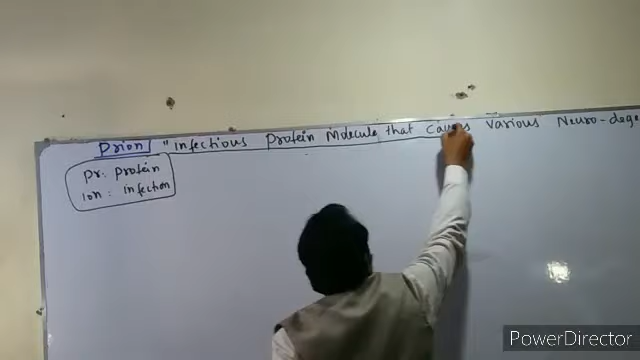 Prion "Infectious Protein Molecule that Causes Various Neuro-dege
Pr: Protein
ion: infection
PowerDirector